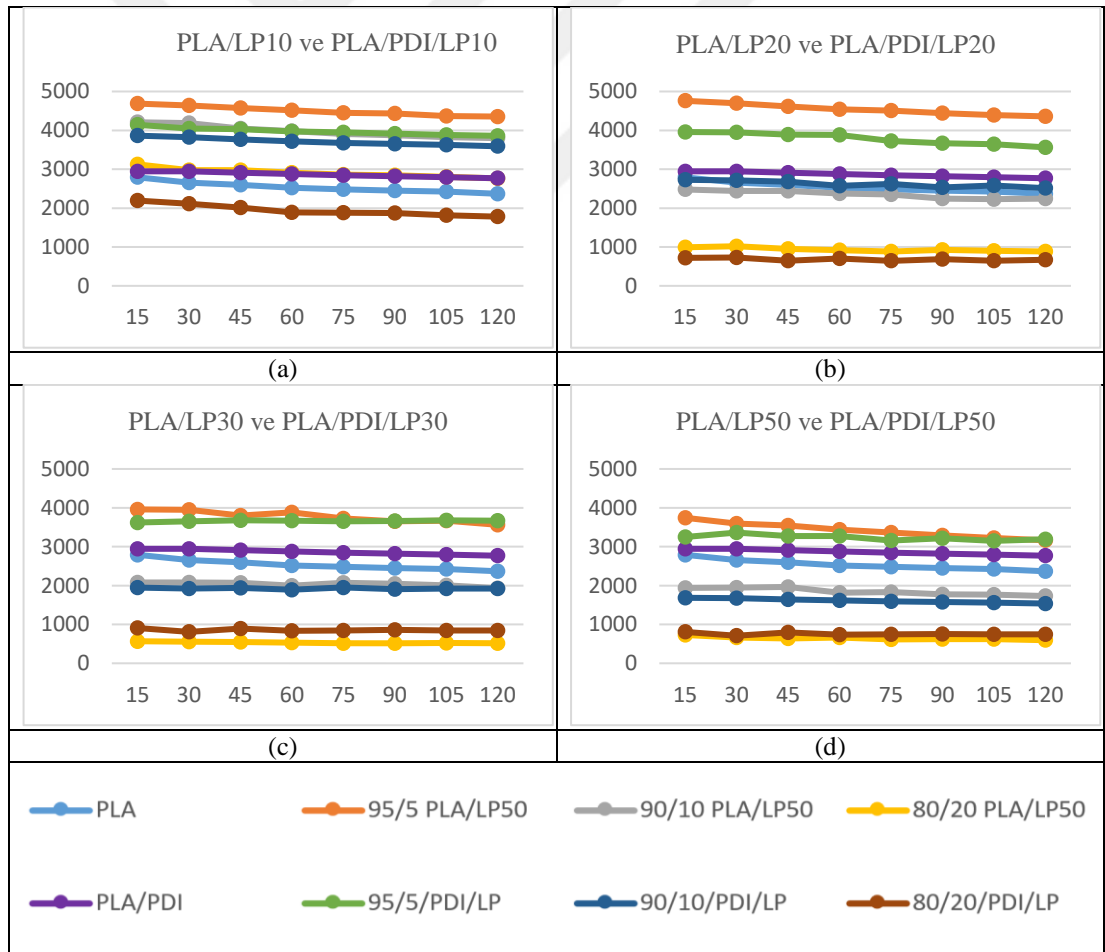 PLA/LP10 ve PLA/PDI/LP10
5000
4000
3000
2000
1000
0
15 30 45 60 75 90 105 120
(a)
PLA/LP20 ve PLA/PDI/LP20
5000
4000
3000
2000
1000
0
15 30 45 60 75 90 105 120
(b)
PLA/LP30 ve PLA/PDI/LP30
5000
4000
3000
2000
1000
0
15 30 45 60 75 90 105 120
(c)
PLA/LP50 ve PLA/PDI/LP50
5000
4000
3000
2000
1000
0
15 30 45 60 75 90 105 120
(d)
PLA 95/5 PLA/LP50 90/10 PLA/LP50 80/20 PLA/LP50
PLA/PDI 95/5/PDI/LP 90/10/PDI/LP 80/20/PDI/LP